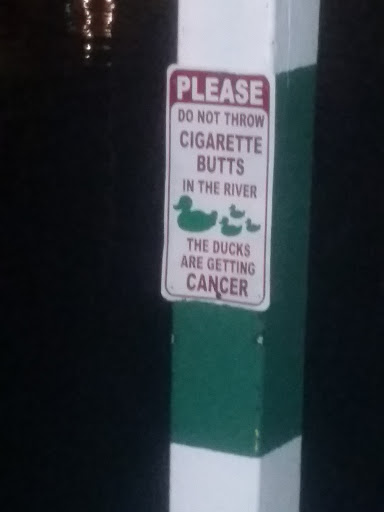 PLEASE
DO NOT THROW
CIGARETTE
BUTTS
IN THE RIVER
THE DUCKS
ARE GETTING
CANCER